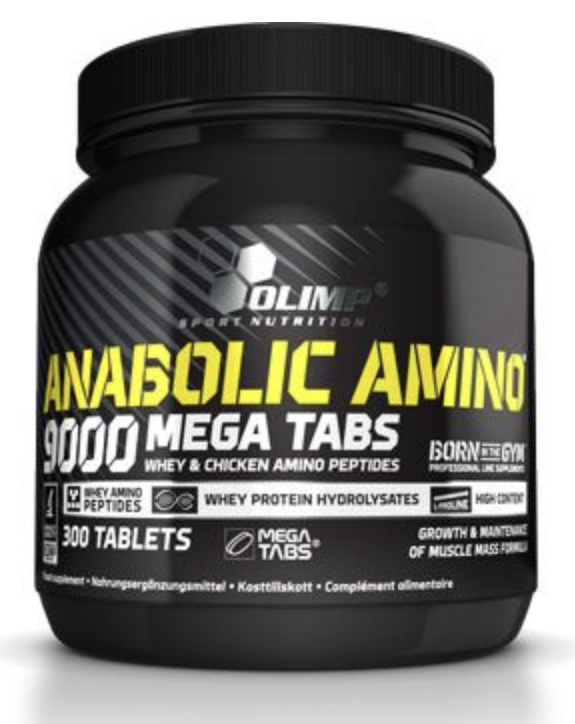 OLIMP®
SPORT NUTRITION
ANABOLIC AMINO
9000 MEGA TABS
WHEY & CHICKEN AMINO PEPTIDES
BORN IN THE GYM
PROFESSIONAL LINE SUPPLEMENTS
WHEY AMINO
PEPTIDES
WHEY PROTEIN HYDROLYSATES
HIGH CONTENT
300 TABLETS
MEGA
TABS®
GROWTH & MAINTENANCE
OF MUSCLE MASS FORMULA
supplement • Nahrungsergänzungsmittel • Kosttillskott • Complément alimentaire